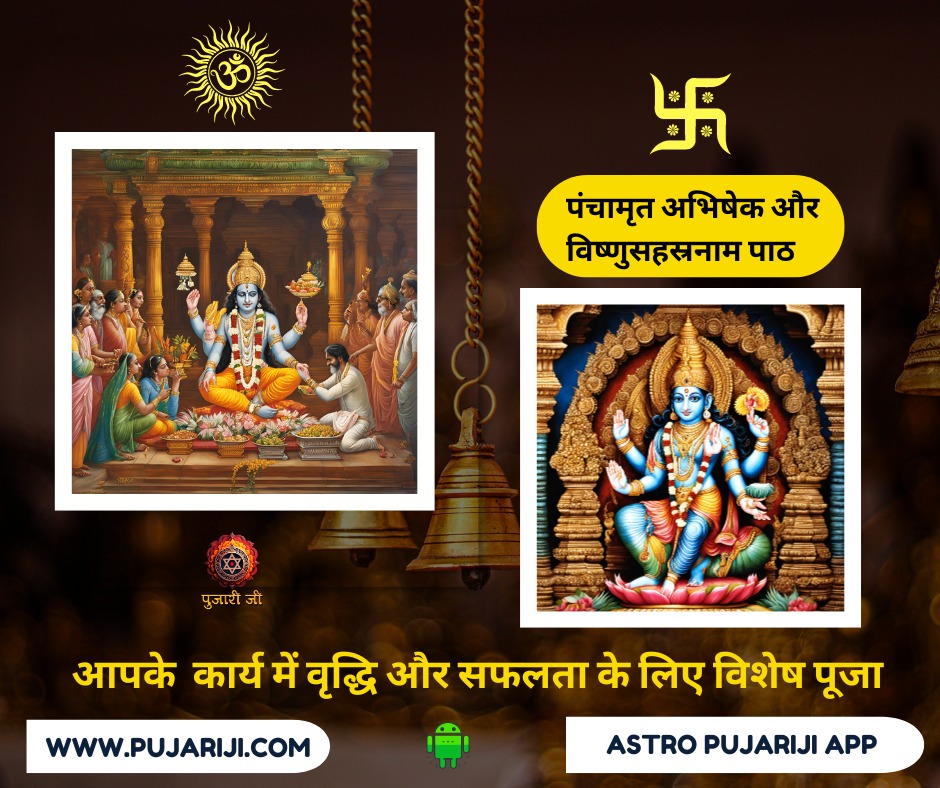 ॐ
पंचामृत अभिषेक और
विष्णुसहस्रनाम पाठ
पुजारी जी
आपके कार्य में वृद्धि और सफलता के लिए विशेष पूजा
WWW.PUJARIJI.COM
ASTRO PUJARIJI APP